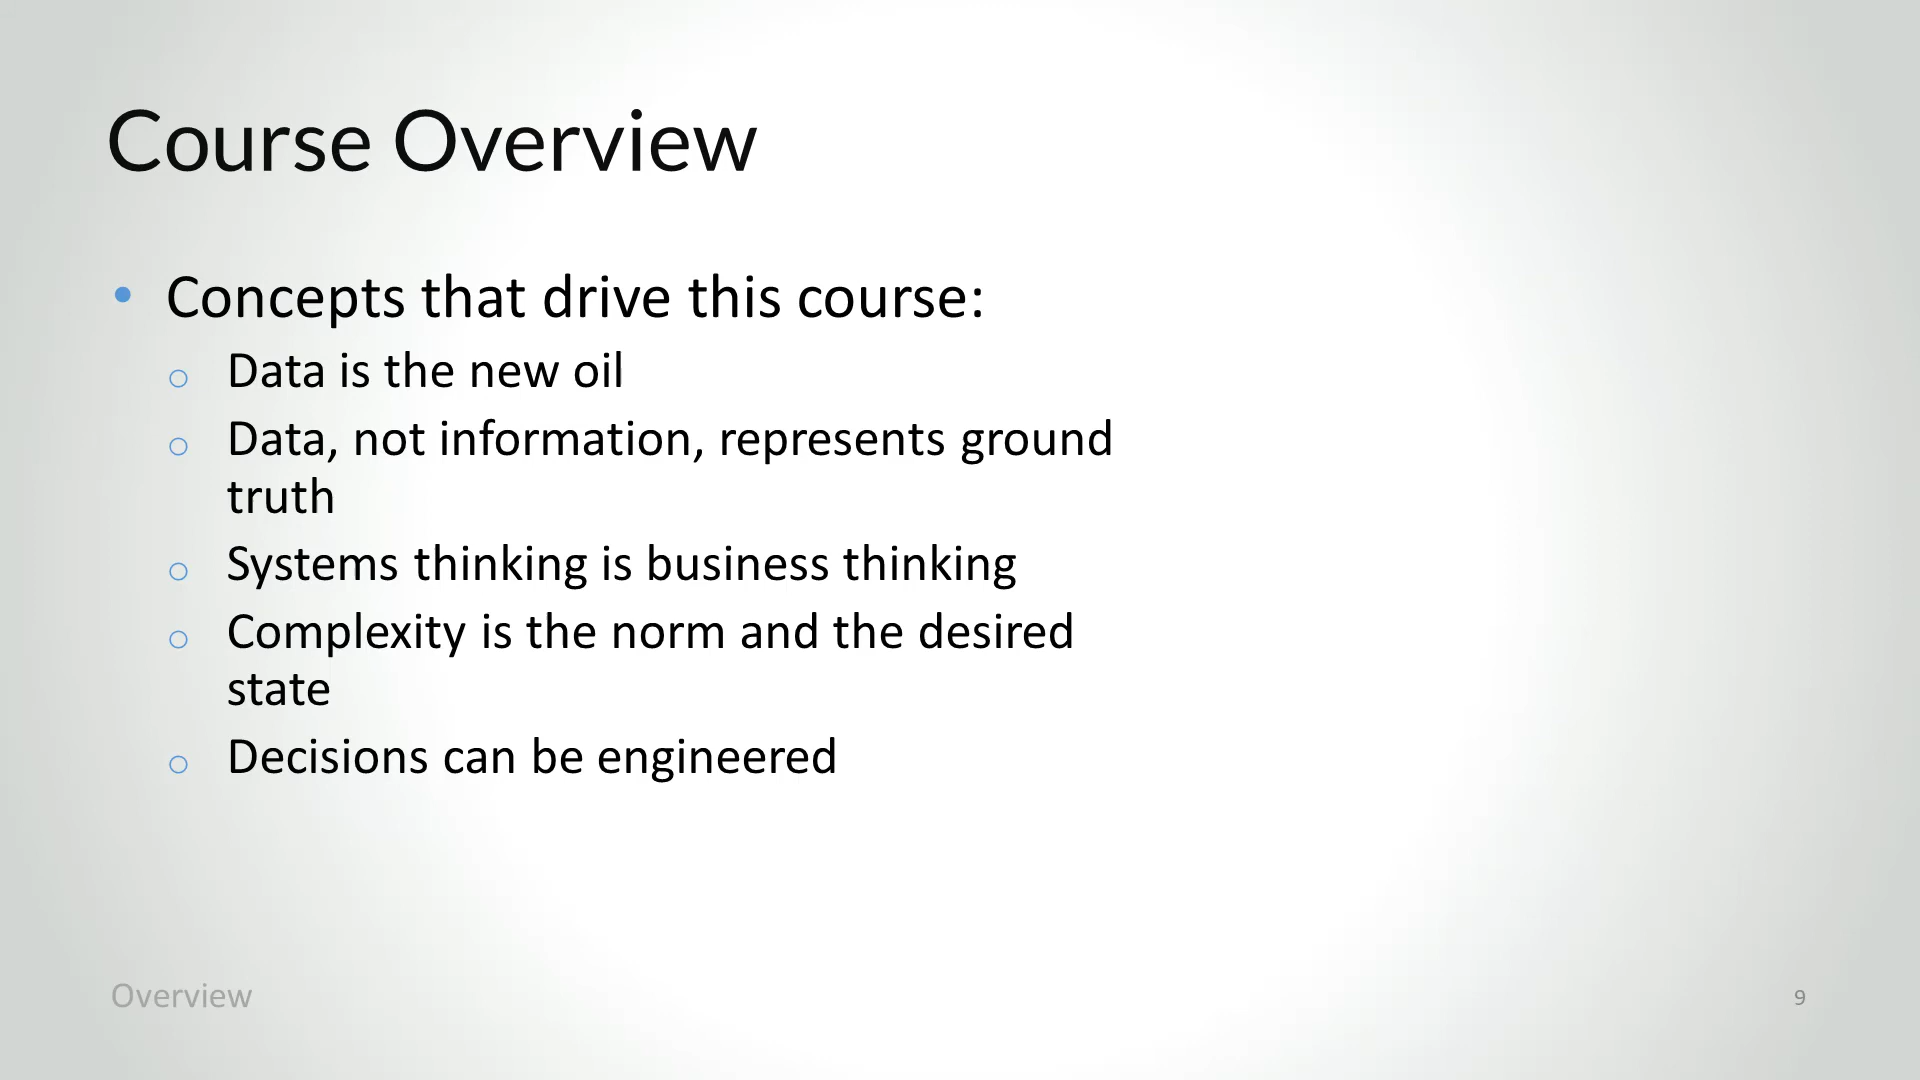 Course Overview
• Concepts that drive this course:
o Data is the new oil
o Data, not information, represents ground
truth
o Systems thinking is business thinking
o Complexity is the norm and the desired
state
o Decisions can be engineered
Overview
9